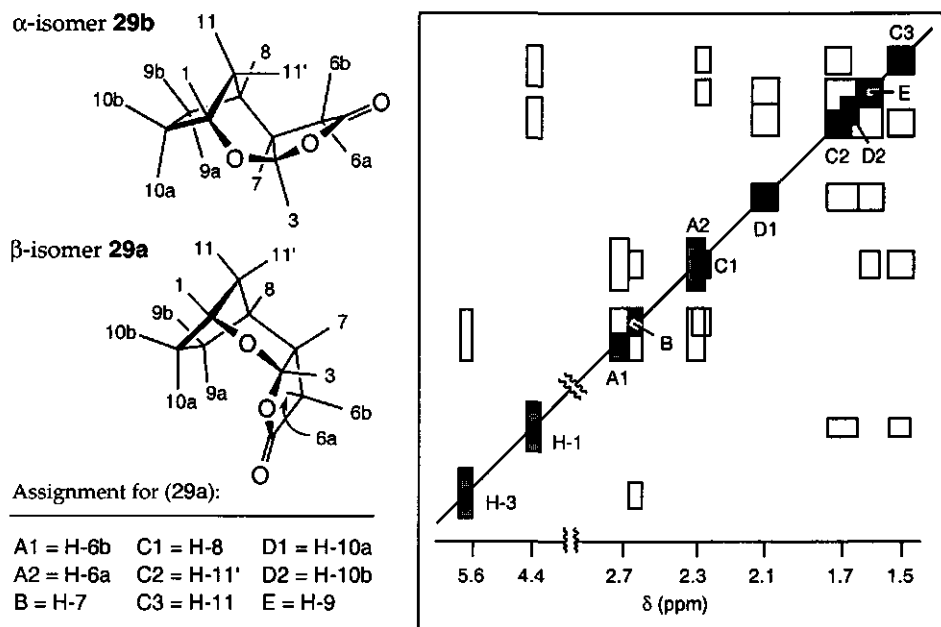 α-isomer 29b
11
8
6b
1
11'
9b
10b
O
O
O
9a
10a
7
6a
3
β-isomer 29a
11
11'
1
8
9b
7
10b
O
3
9a
10a
O
6b
6a
O
Assignment for (29a):
A1 = H-6b C1 = H-8 D1 = H-10a
A2 = H-6a C2 = H-11' D2 = H-10b
B = H-7 C3 = H-11 E = H-9
C3
E
C2
D2
D1
A2
C1
B
A1
H-1
H-3
5.6 4.4 2.7 2.3 2.1 1.7 1.5
δ (ppm)